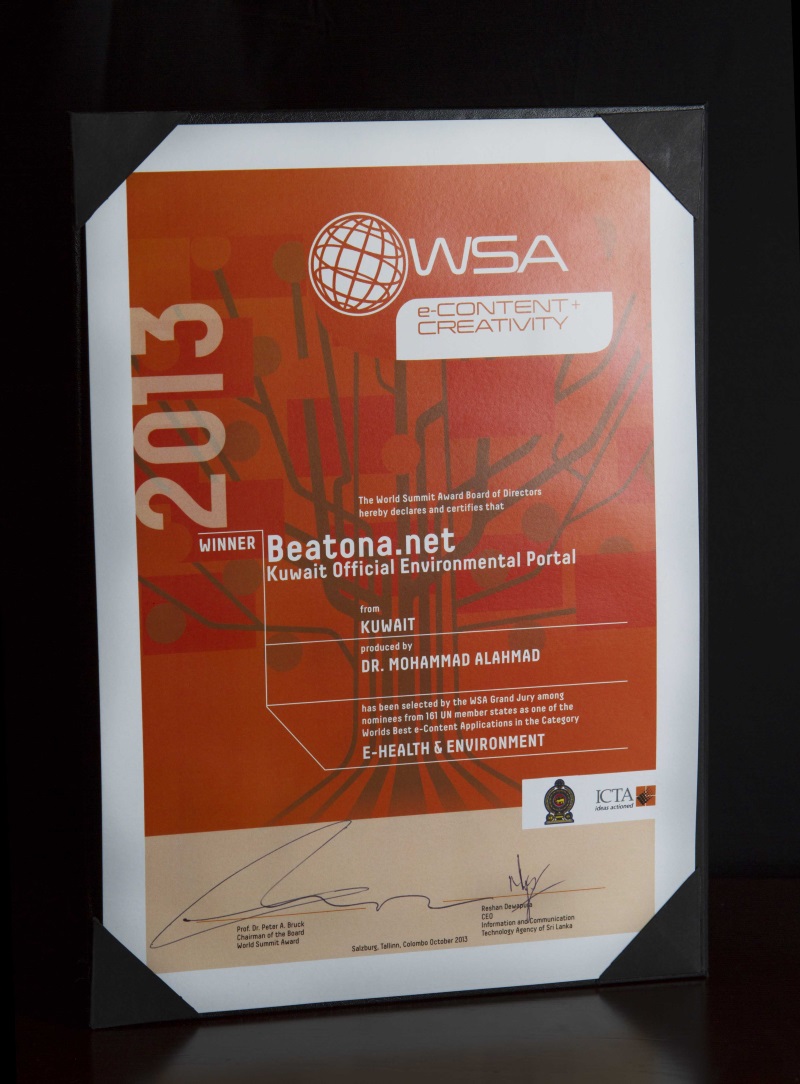 WSA
e-CONTENT+
CREATIVITY
2013
The World Summit Award Board of Directors
hereby declares and certifies that
WINNER
Beatona.net
Kuwait Official Environmental Portal
from
KUWAIT
produced by
DR. MOHAMMAD ALAHMAD
has been selected by the WSA Grand Jury among
nominees from 161 UN member states as one of the
Worlds Best e-Content Applications in the Category
E-HEALTH & ENVIRONMENT
ICTA
ideas actioned
Prof. Dr. Peter A. Bruck
Chairman of the Board
World Summit Award
Salzburg, Tallinn, Colombo October 2013
Reshan Dewapura
CEO
Information and Communication
Technology Agency of Sri Lanka